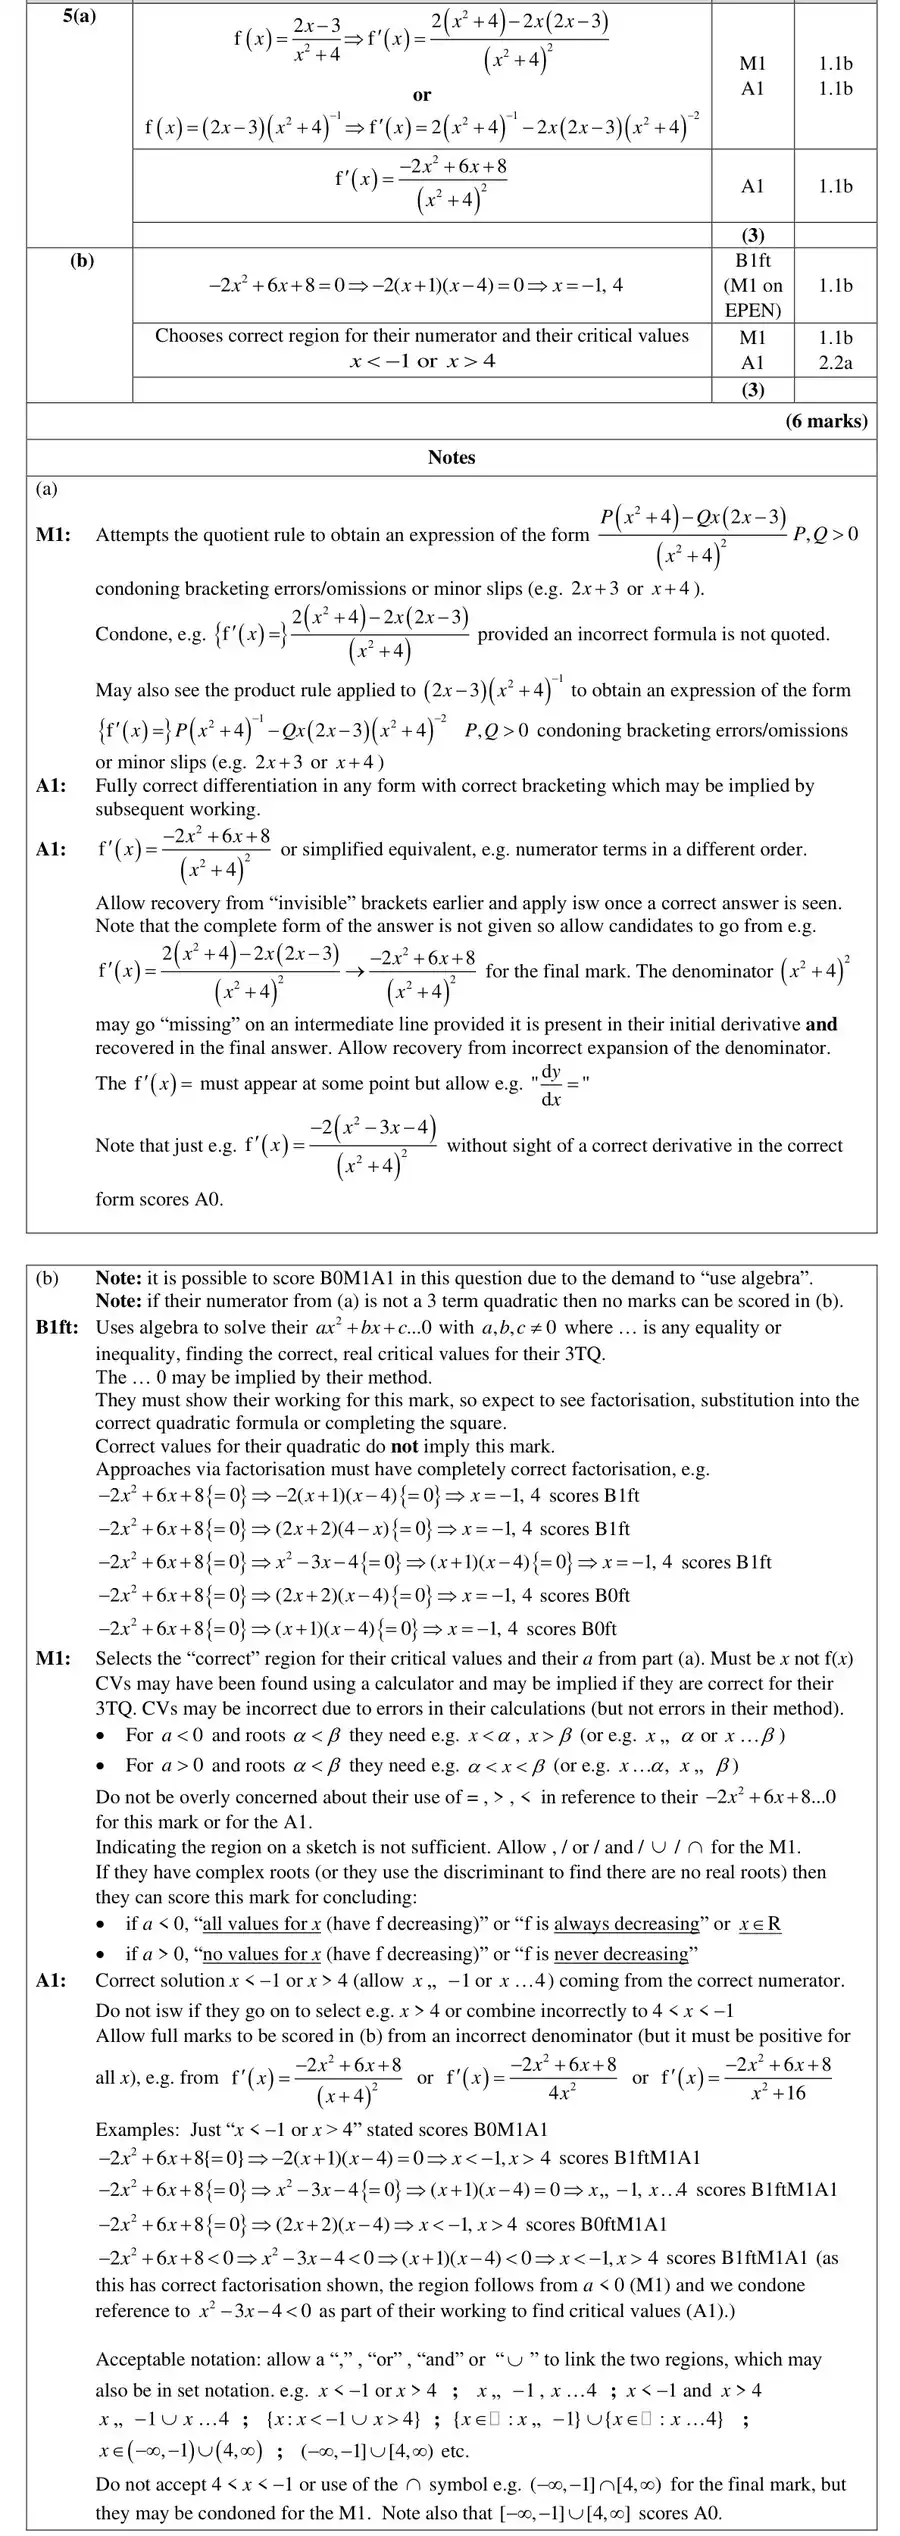 5(a)
f(x) = (2x−3)/(x²+4) ⇒ f′(x) = (2(x²+4)−2x(2x−3))/(x²+4)²
M1 1.1b
A1 1.1b
or
f(x) = (2x−3)(x²+4)⁻¹ ⇒ f′(x) = 2(x²+4)⁻¹ − 2x(2x−3)(x²+4)⁻²
f′(x) = (−2x²+6x+8)/(x²+4)² A1 1.1b
(3)
(b) −2x²+6x+8 = 0 ⇒ −2(x+1)(x−4) = 0 ⇒ x = −1, 4 B1ft (M1 on EPEN) 1.1b
Chooses correct region for their numerator and their critical values M1 1.1b
x < −1 or x > 4 A1 2.2a
(3)
(6 marks)
Notes
(a)
M1: Attempts the quotient rule to obtain an expression of the form (P(x²+4)−Qx(2x−3))/(x²+4)² P,Q > 0
condoning bracketing errors/omissions or minor slips (e.g. 2x+3 or x+4).
Condone, e.g. {f′(x)=} (2(x²+4)−2x(2x−3))/(x²+4) provided an incorrect formula is not quoted.
May also see the product rule applied to (2x−3)(x²+4)⁻¹ to obtain an expression of the form
{f′(x)=} P(x²+4)⁻¹ − Qx(2x−3)(x²+4)⁻² P,Q > 0 condoning bracketing errors/omissions
or minor slips (e.g. 2x+3 or x+4)
A1: Fully correct differentiation in any form with correct bracketing which may be implied by
subsequent working.
A1: f′(x) = (−2x²+6x+8)/(x²+4)² or simplified equivalent, e.g. numerator terms in a different order.
Allow recovery from “invisible” brackets earlier and apply isw once a correct answer is seen.
Note that the complete form of the answer is not given so allow candidates to go from e.g.
f′(x) = (2(x²+4)−2x(2x−3))/(x²+4)² → (−2x²+6x+8)/(x²+4)² for the final mark. The denominator (x²+4)²
may go “missing” on an intermediate line provided it is present in their initial derivative and
recovered in the final answer. Allow recovery from incorrect expansion of the denominator.
The f′(x) = must appear at some point but allow e.g. "dy/dx ="
Note that just e.g. f′(x) = −2(x²−3x−4)/(x²+4)² without sight of a correct derivative in the correct
form scores A0.
(b) Note: it is possible to score B0M1A1 in this question due to the demand to “use algebra”.
Note: if their numerator from (a) is not a 3 term quadratic then no marks can be scored in (b).
B1ft: Uses algebra to solve their ax²+bx+c...0 with a,b,c ≠ 0 where … is any equality or
inequality, finding the correct, real critical values for their 3TQ.
The … 0 may be implied by their method.
They must show their working for this mark, so expect to see factorisation, substitution into the
correct quadratic formula or completing the square.
Correct values for their quadratic do not imply this mark.
Approaches via factorisation must have completely correct factorisation, e.g.
−2x²+6x+8{=0} ⇒ −2(x+1)(x−4){=0} ⇒ x = −1, 4 scores B1ft
−2x²+6x+8{=0} ⇒ (2x+2)(4−x){=0} ⇒ x = −1, 4 scores B1ft
−2x²+6x+8{=0} ⇒ x²−3x−4{=0} ⇒ (x+1)(x−4){=0} ⇒ x = −1, 4 scores B1ft
−2x²+6x+8{=0} ⇒ (2x+2)(x−4){=0} ⇒ x = −1, 4 scores B0ft
−2x²+6x+8{=0} ⇒ (x+1)(x−4){=0} ⇒ x = −1, 4 scores B0ft
M1: Selects the “correct” region for their critical values and their a from part (a). Must be x not f(x)
CVs may have been found using a calculator and may be implied if they are correct for their
3TQ. CVs may be incorrect due to errors in their calculations (but not errors in their method).
• For a < 0 and roots α < β they need e.g. x < α , x > β (or e.g. x ,, α or x …β)
• For a > 0 and roots α < β they need e.g. α < x < β (or e.g. x…α, x ,, β)
Do not be overly concerned about their use of = , > , < in reference to their −2x²+6x+8...0
for this mark or for the A1.
Indicating the region on a sketch is not sufficient. Allow , / or / and / ∪ / ∩ for the M1.
If they have complex roots (or they use the discriminant to find there are no real roots) then
they can score this mark for concluding:
• if a < 0, “all values for x (have f decreasing)” or “f is always decreasing” or x∈R
• if a > 0, “no values for x (have f decreasing)” or “f is never decreasing”
A1: Correct solution x < −1 or x > 4 (allow x ,, −1 or x …4) coming from the correct numerator.
Do not isw if they go on to select e.g. x > 4 or combine incorrectly to 4 < x < −1
Allow full marks to be scored in (b) from an incorrect denominator (but it must be positive for
all x), e.g. from f′(x) = (−2x²+6x+8)/(x+4)² or f′(x) = (−2x²+6x+8)/4x² or f′(x) = (−2x²+6x+8)/(x²+16)
Examples: Just “x < −1 or x > 4” stated scores B0M1A1
−2x²+6x+8{=0} ⇒ −2(x+1)(x−4) = 0 ⇒ x < −1, x > 4 scores B1ftM1A1
−2x²+6x+8{=0} ⇒ x²−3x−4{=0} ⇒ (x+1)(x−4) = 0 ⇒ x ,, −1, x…4 scores B1ftM1A1
−2x²+6x+8{=0} ⇒ (2x+2)(x−4) ⇒ x < −1, x > 4 scores B0ftM1A1
−2x²+6x+8 < 0 ⇒ x²−3x−4 < 0 ⇒ (x+1)(x−4) < 0 ⇒ x < −1, x > 4 scores B1ftM1A1 (as
this has correct factorisation shown, the region follows from a < 0 (M1) and we condone
reference to x²−3x−4 < 0 as part of their working to find critical values (A1).)
Acceptable notation: allow a “,” , “or” , “and” or “∪” to link the two regions, which may
also be in set notation. e.g. x < −1 or x > 4 ; x ,, −1 , x …4 ; x < −1 and x > 4
x ,, −1 ∪ x …4 ; {x : x < −1 ∪ x > 4} ; {x∈□ : x ,, −1} ∪ {x∈□ : x …4} ;
x∈(−∞,−1)∪(4,∞) ; (−∞,−1]∪[4,∞) etc.
Do not accept 4 < x < −1 or use of the ∩ symbol e.g. (−∞,−1]∩[4,∞) for the final mark, but
they may be condoned for the M1. Note also that [−∞,−1]∪[4,∞] scores A0.